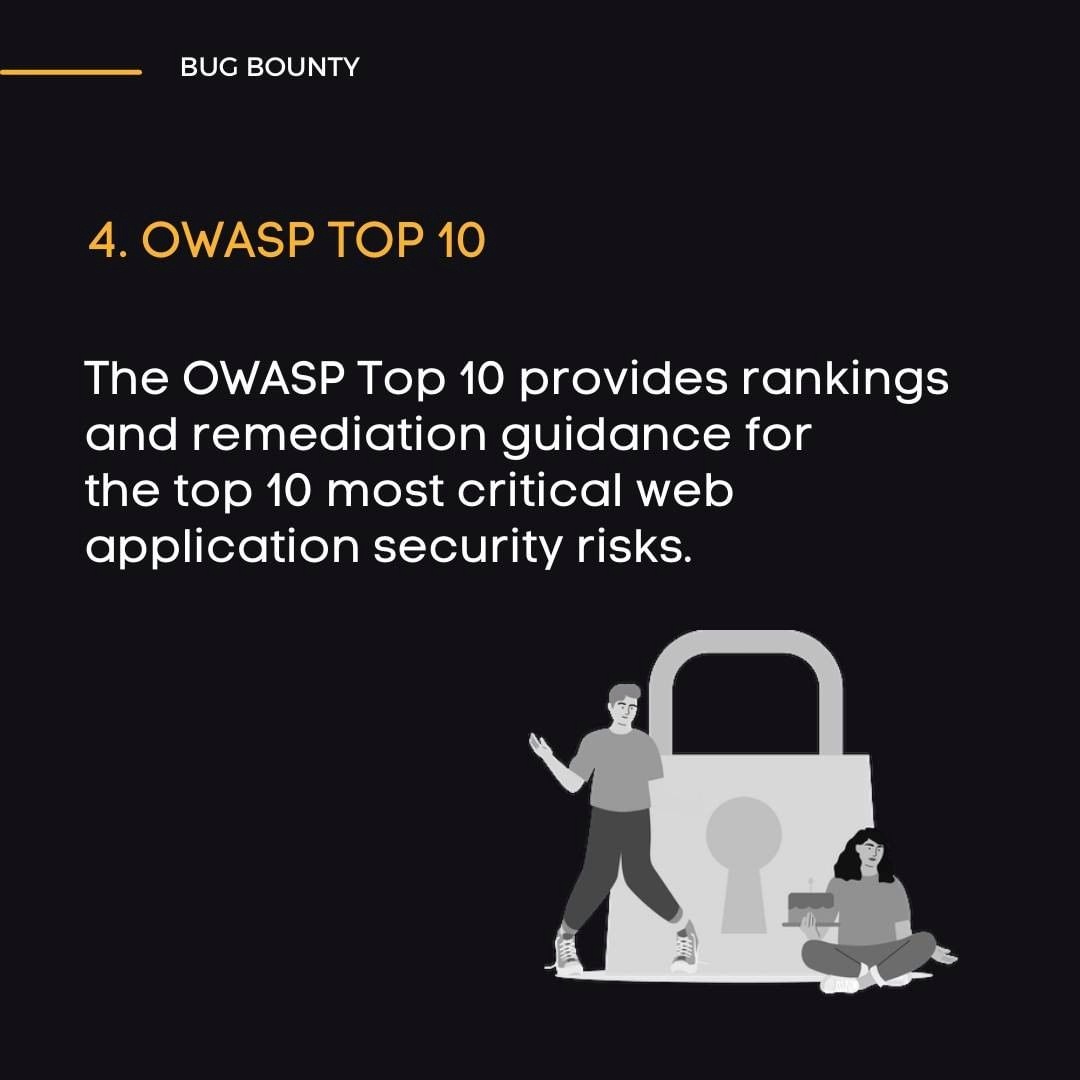 BUG BOUNTY
4. OWASP TOP 10
The OWASP Top 10 provides rankings
and remediation guidance for
the top 10 most critical web
application security risks.